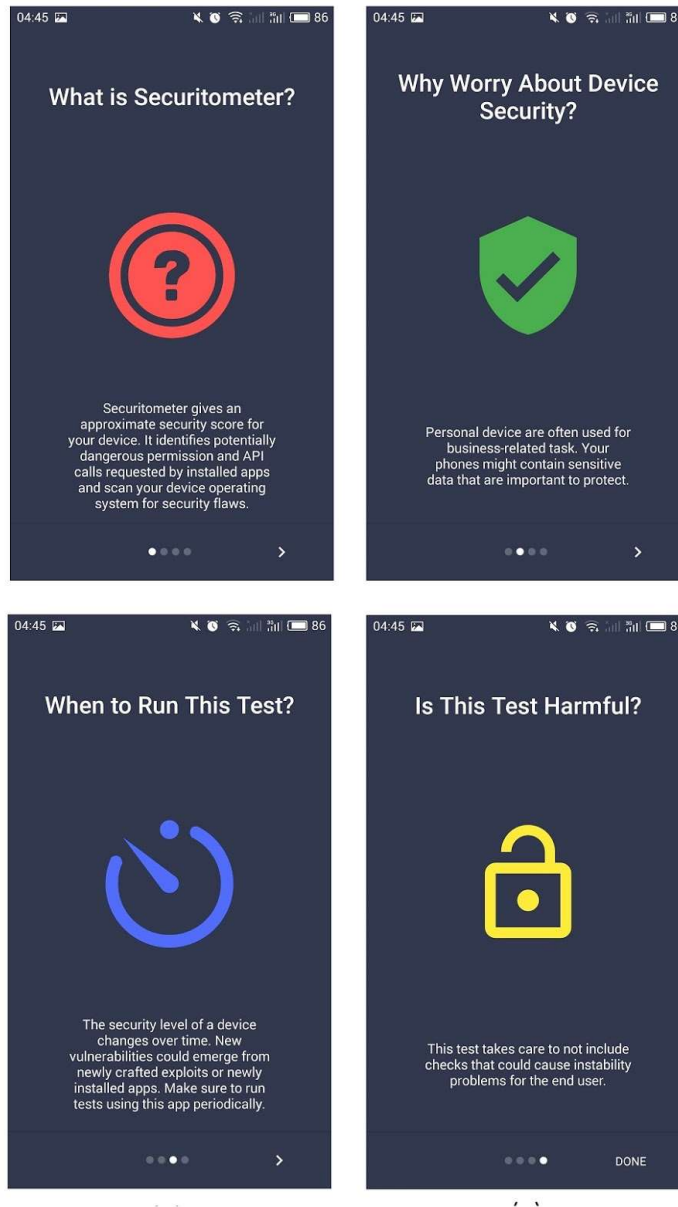 04:45 86
What is Securitometer?
?
Securitometer gives an
approximate security score for
your device. It identifies potentially
dangerous permission and API
calls requested by installed apps
and scan your device operating
system for security flaws.
04:45 8
Why Worry About Device
Security?
Personal device are often used for
business-related task. Your
phones might contain sensitive
data that are important to protect.
04:45 86
When to Run This Test?
The security level of a device
changes over time. New
vulnerabilities could emerge from
newly crafted exploits or newly
installed apps. Make sure to run
tests using this app periodically.
04:45 8
Is This Test Harmful?
This test takes care to not include
checks that could cause instability
problems for the end user.
DONE